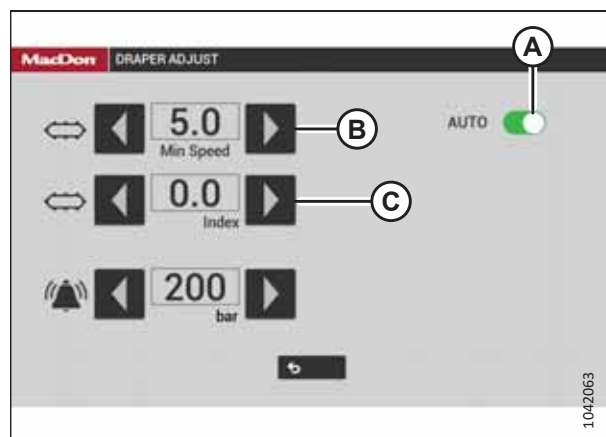 A
MacDon DRAPER ADJUST
5.0
Min Speed
B
AUTO
0.0
Index
C
200
bar
1042063